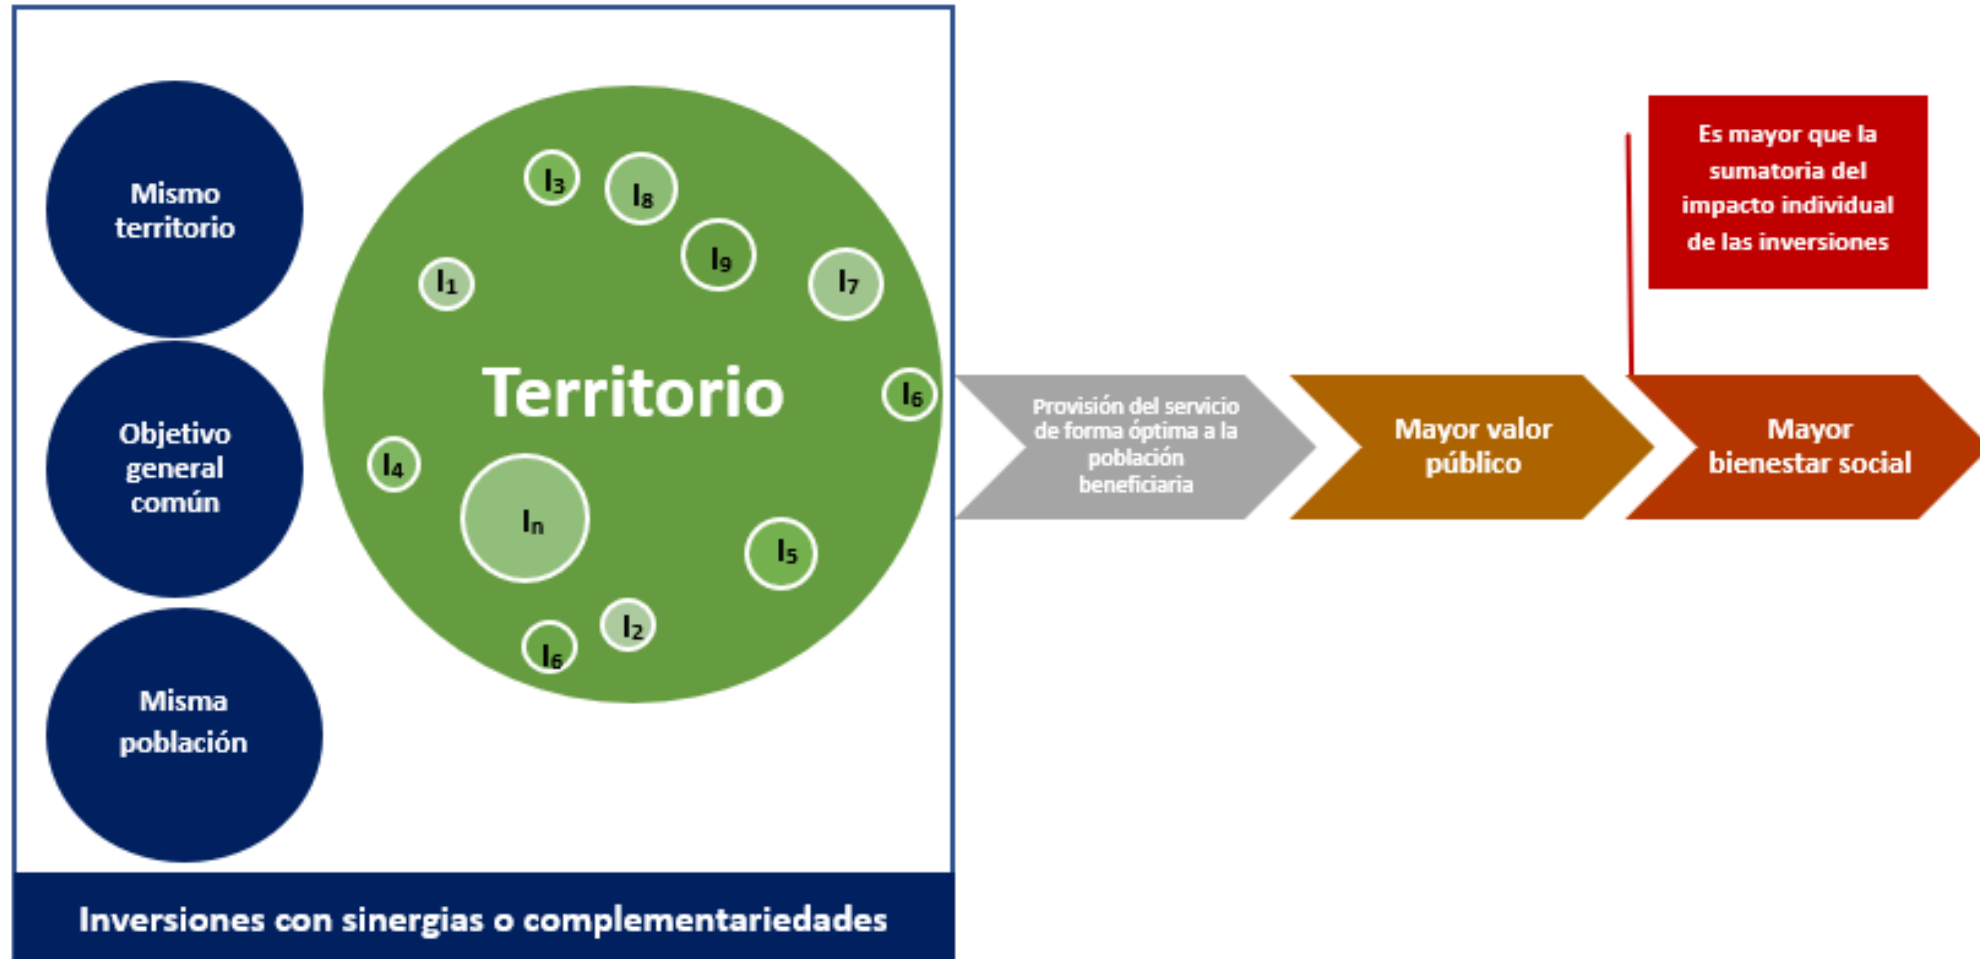 Mismo
territorio
Objetivo
general
común
Misma
población
I₃
I₈
I₉
I₁
I₇
Territorio
I₆
I₄
Iₙ
I₅
I₂
I₆
Inversiones con sinergias o complementariedades
Provisión del servicio
de forma óptima a la
población
beneficiaria
Mayor valor
público
Es mayor que la
sumatoria del
impacto individual
de las inversiones
Mayor
bienestar social